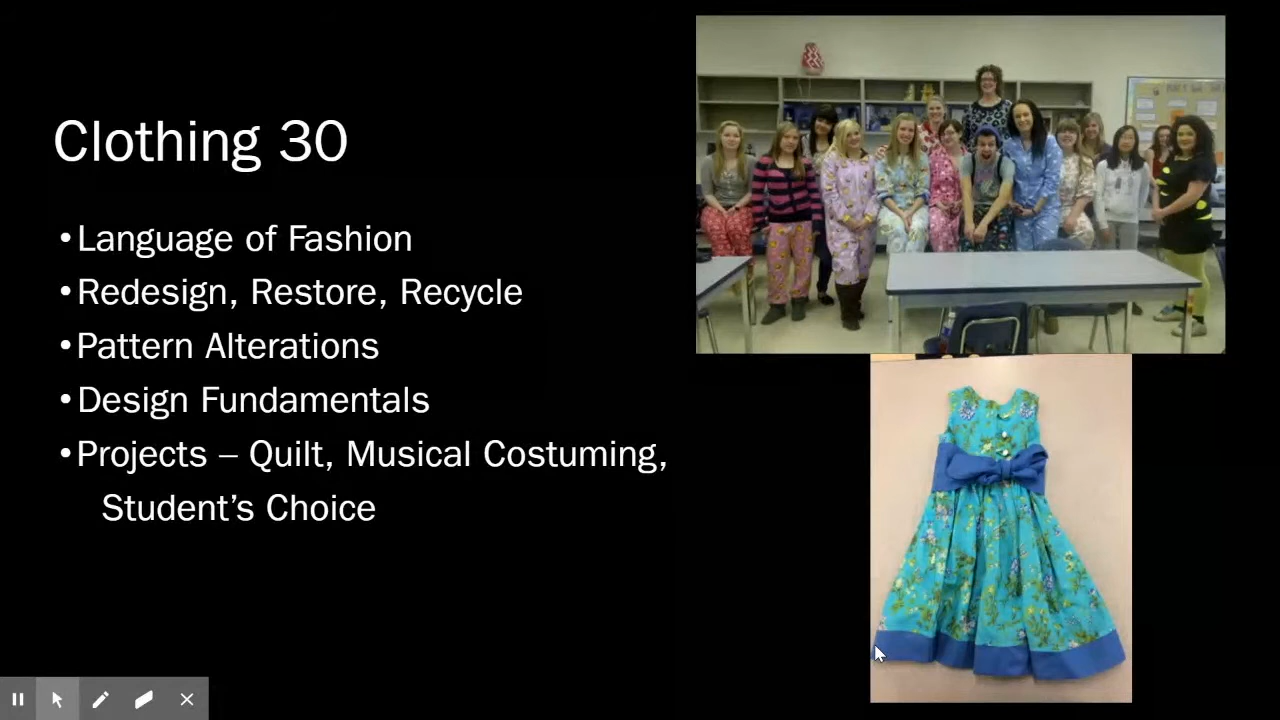 Clothing 30
•Language of Fashion
•Redesign, Restore, Recycle
•Pattern Alterations
•Design Fundamentals
•Projects – Quilt, Musical Costuming,
Student’s Choice